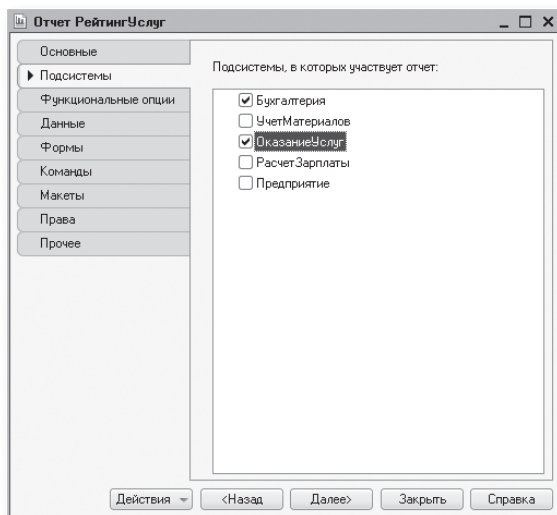 Отчет РейтингУслуг
Основные
Подсистемы
Функциональные опции
Данные
Формы
Команды
Макеты
Права
Прочее
Подсистемы, в которых участвует отчет:
Бухгалтерия
УчетМатериалов
ОказаниеУслуг
РасчетЗарплаты
Предприятие
Действия
<Назад
Далее>
Закрыть
Справка